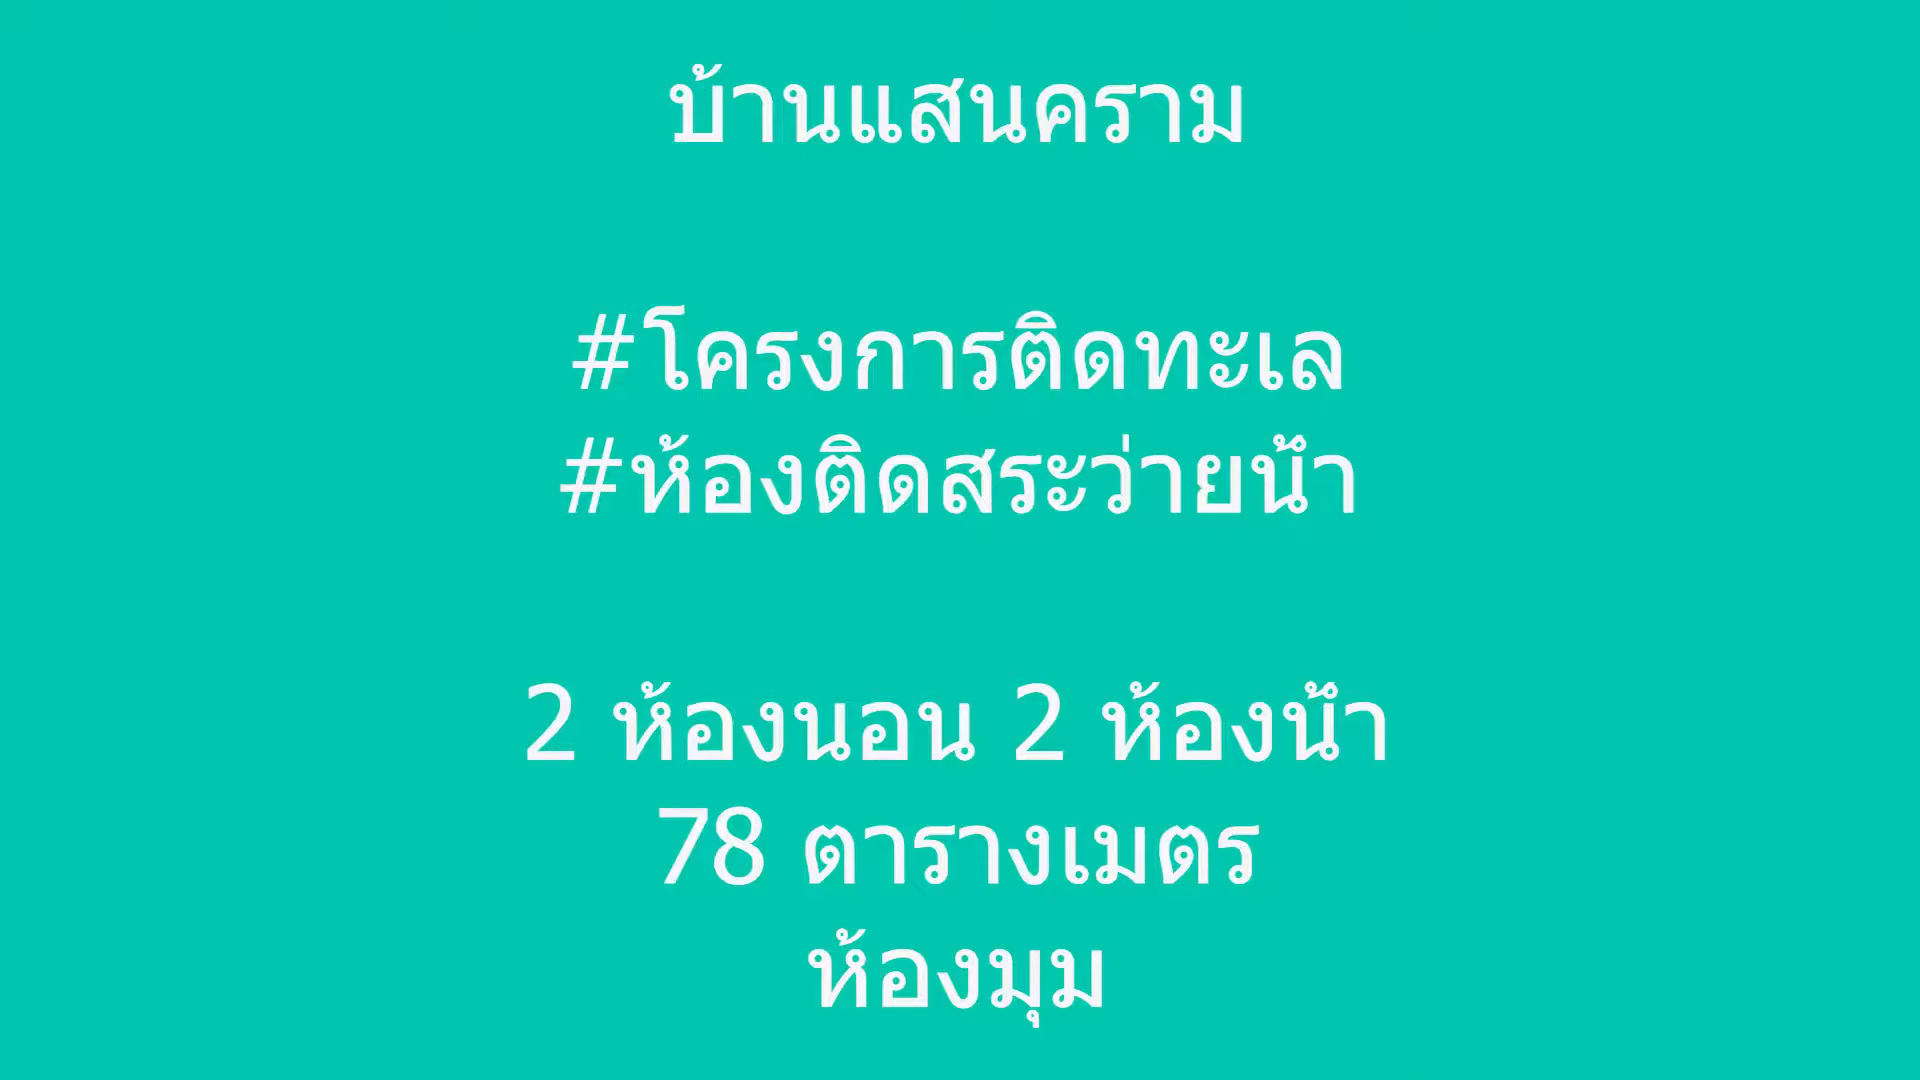 บ้านแสนคราม
#โครงการติดทะเล
#ห้องติดสระว่ายน้ำ
2 ห้องนอน 2 ห้องน้ำ
78 ตารางเมตร
ห้องมุม